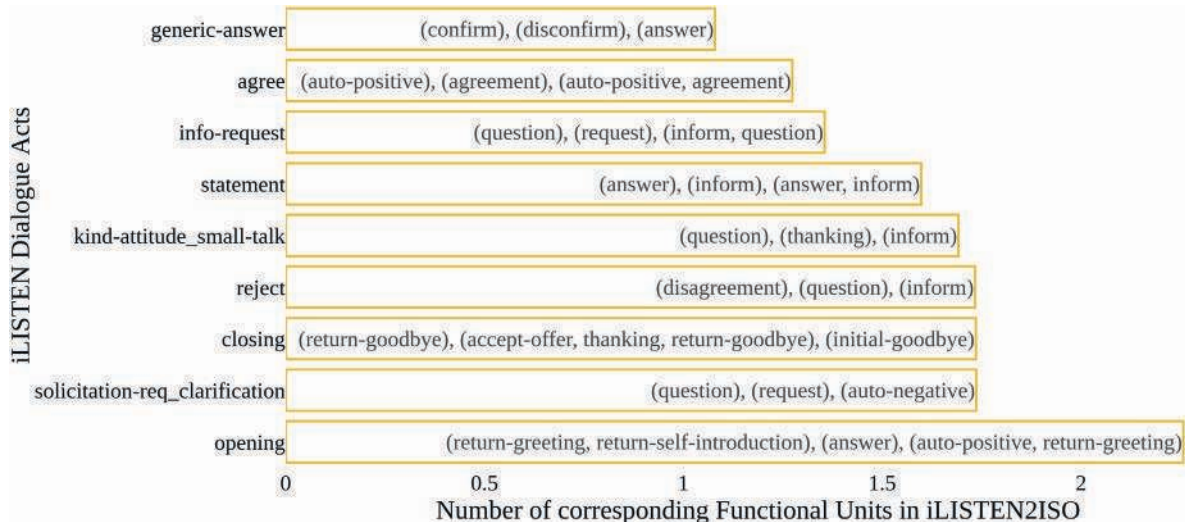 generic-answer (confirm), (disconfirm), (answer)
agree (auto-positive), (agreement), (auto-positive, agreement)
info-request (question), (request), (inform, question)
statement (answer), (inform), (answer, inform)
kind-attitude_small-talk (question), (thanking), (inform)
reject (disagreement), (question), (inform)
closing (return-goodbye), (accept-offer, thanking, return-goodbye), (initial-goodbye)
solicitation-req_clarification (question), (request), (auto-negative)
opening (return-greeting, return-self-introduction), (answer), (auto-positive, return-greeting)
iLISTEN Dialogue Acts
0 0.5 1 1.5 2
Number of corresponding Functional Units in iLISTEN2ISO